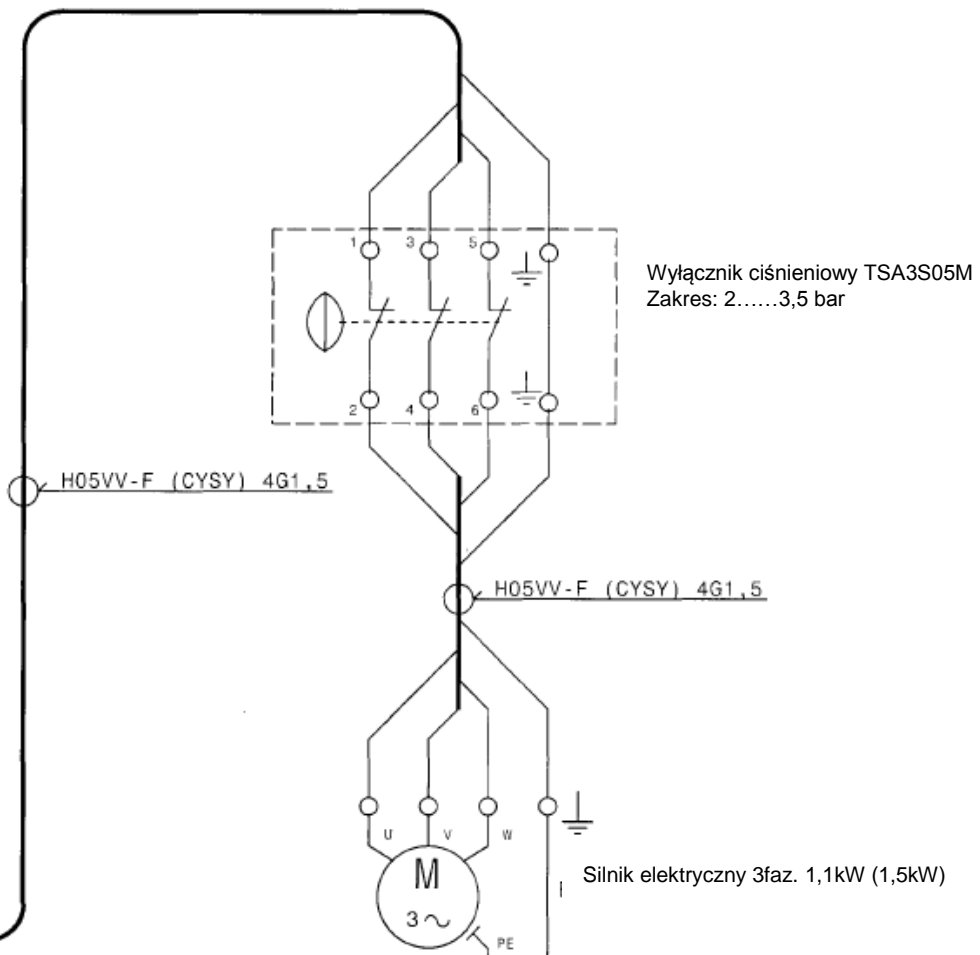 1 3 5
Wyłącznik ciśnieniowy TSA3S05M
Zakres: 2......3,5 bar
2 4 6
H05VV-F (CYSY) 4G1,5
H05VV-F (CYSY) 4G1,5
U V W
M
3 ~
Silnik elektryczny 3faz. 1,1kW (1,5kW)
PE